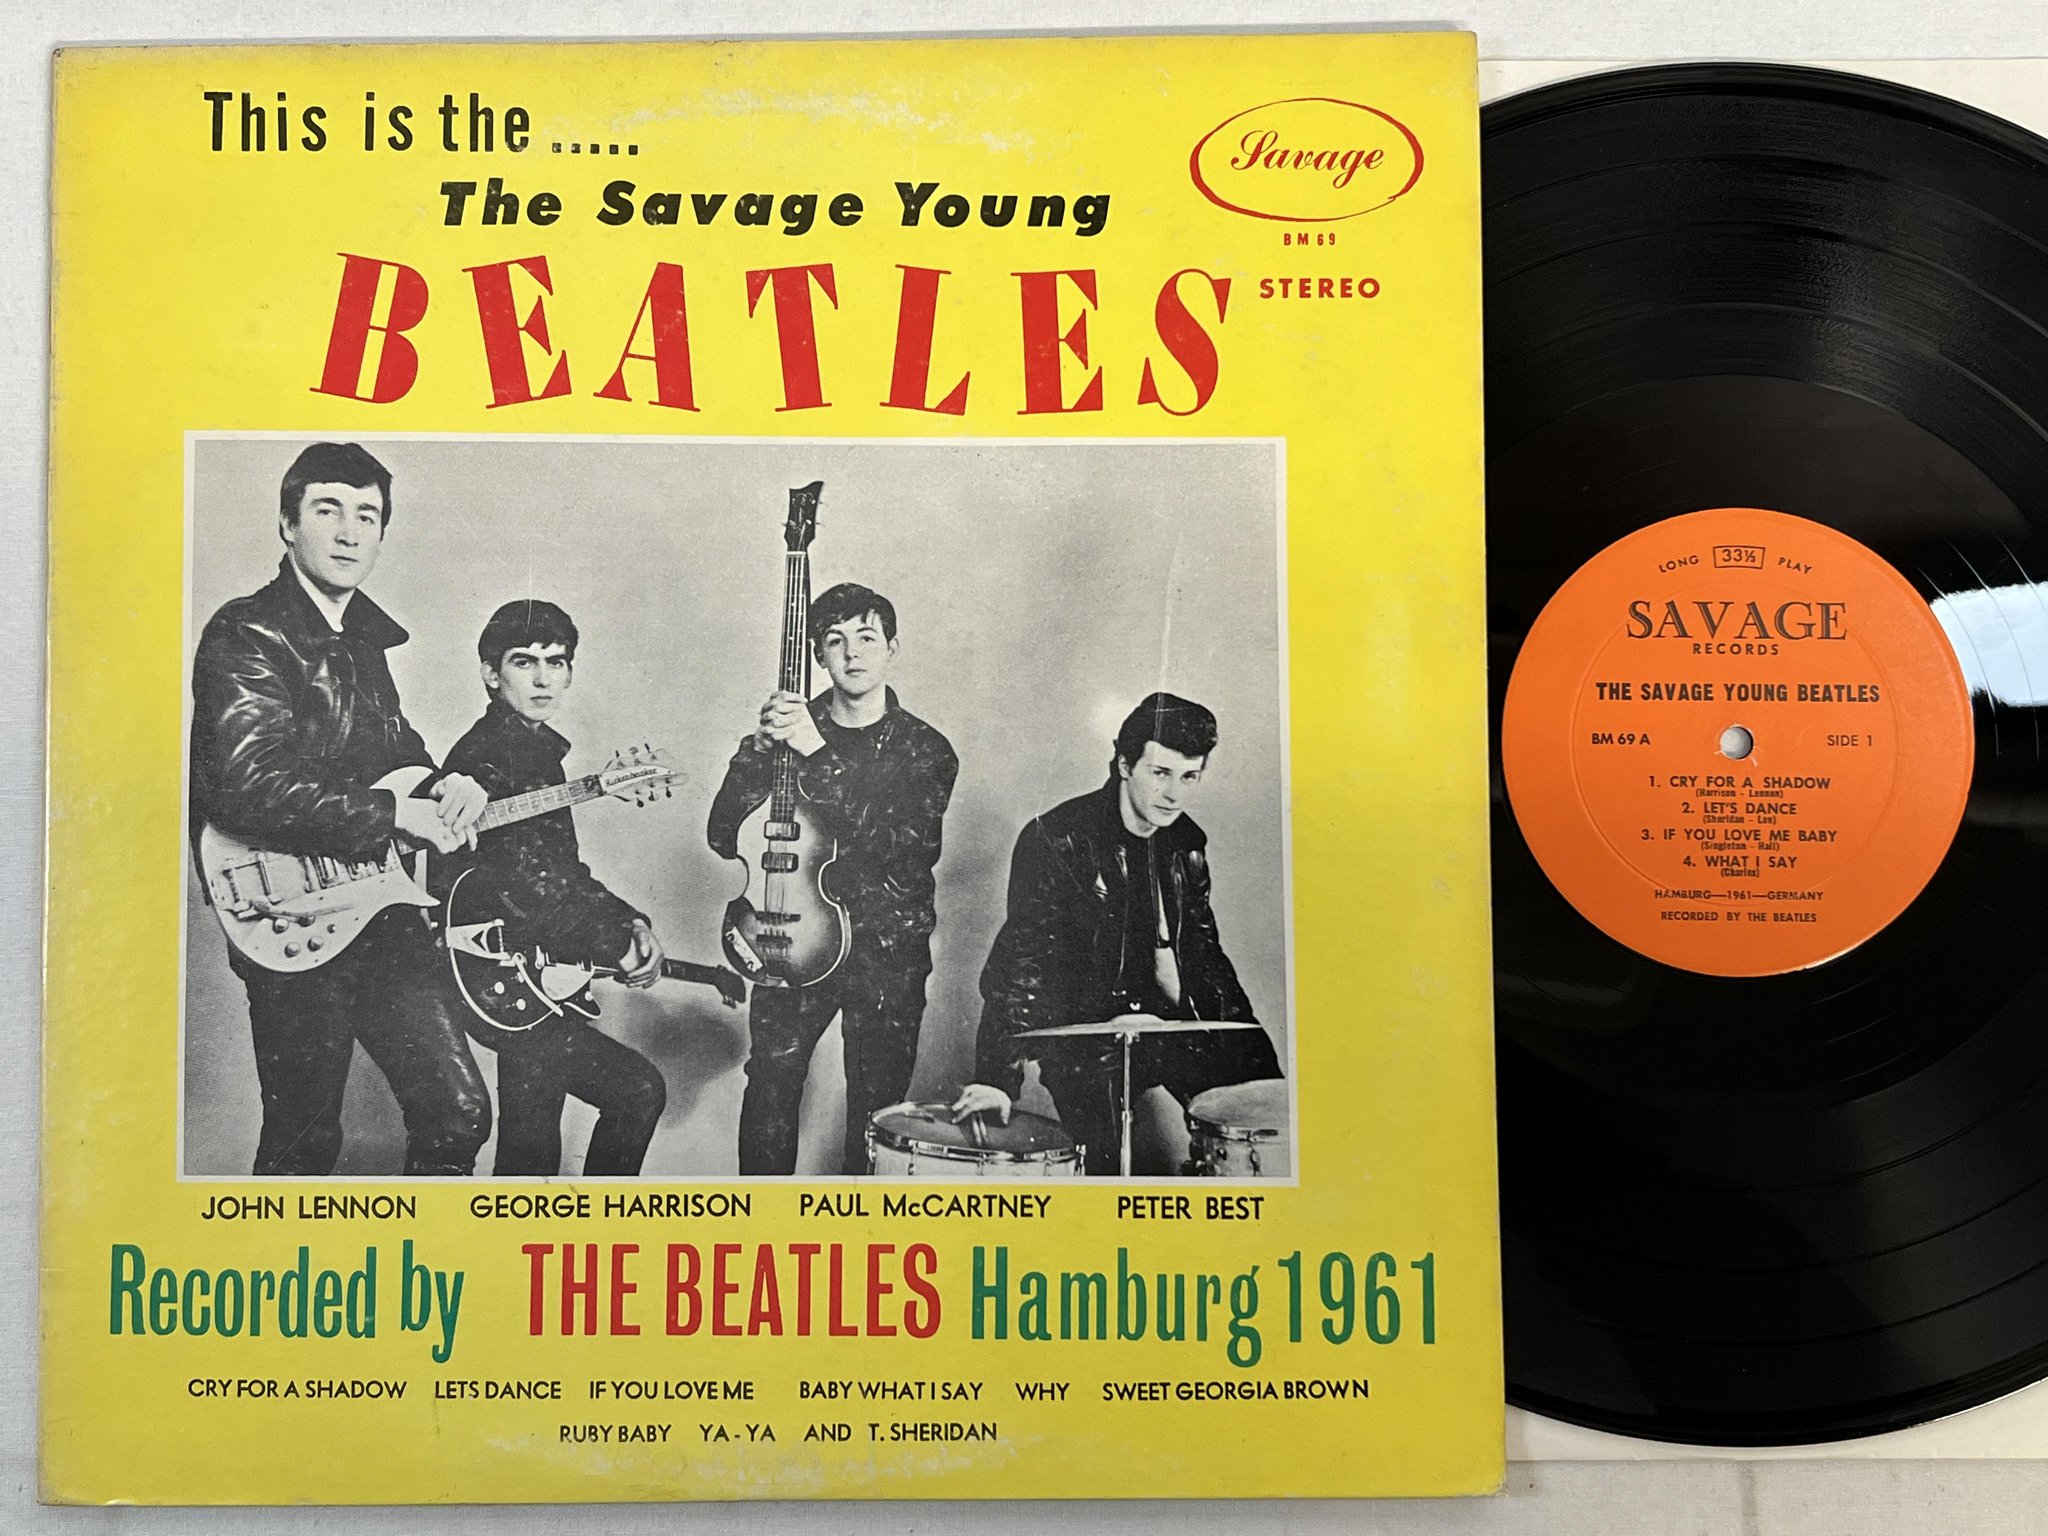 This is the.....
The Savage Young
BEATLES
Savage
BM 69
STEREO
Rickenbacker
JOHN LENNON GEORGE HARRISON PAUL McCARTNEY PETER BEST
Recorded by THE BEATLES Hamburg 1961
CRY FOR A SHADOW LETS DANCE IF YOU LOVE ME BABY WHAT I SAY WHY SWEET GEORGIA BROWN
RUBY BABY YA-YA AND T. SHERIDAN
LONG 33⅓ PLAY
SAVAGE
RECORDS
THE SAVAGE YOUNG BEATLES
BM 69 A SIDE 1
1. CRY FOR A SHADOW
(Harrison - Lennon)
2. LET'S DANCE
(Sheridan - Lee)
3. IF YOU LOVE ME BABY
(Singleton - Hall)
4. WHAT I SAY
(Charles)
HAMBURG—1961—GERMANY
RECORDED BY THE BEATLES